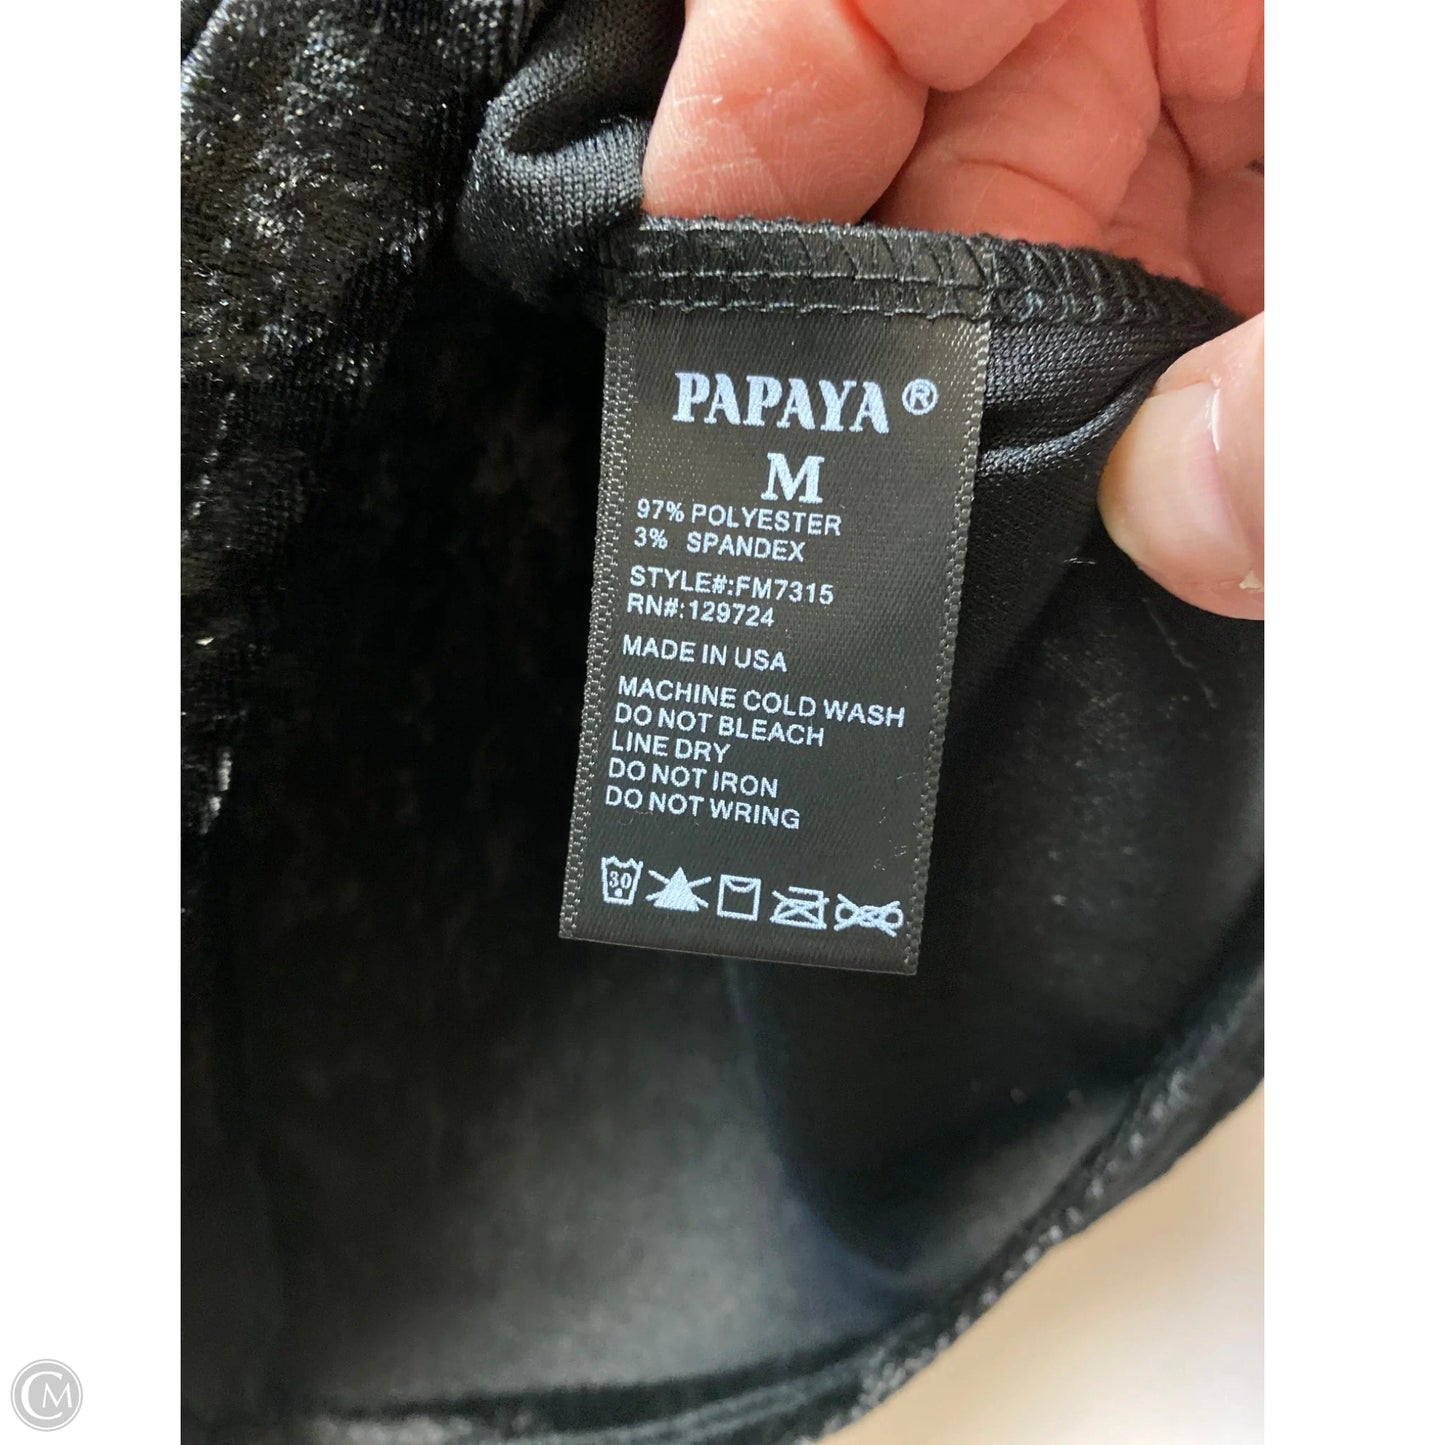 PAPAYA ®
M
97% POLYESTER
3% SPANDEX
STYLE#:FM7315
RN#:129724
MADE IN USA
MACHINE COLD WASH
DO NOT BLEACH
LINE DRY
DO NOT IRON
DO NOT WRING
30
CM